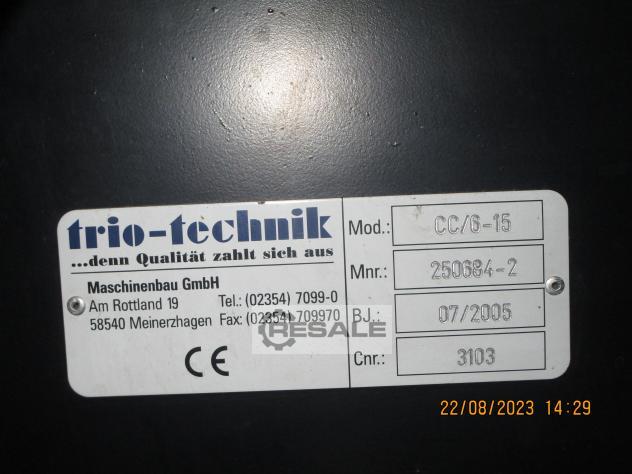 trio-technik
...denn Qualität zahlt sich aus
Maschinenbau GmbH
Am Rottland 19 Tel.: (02354) 7099-0
58540 Meinerzhagen Fax: (02354) 709970
CE
Mod.: CC/6-15
Mnr.: 250684-2
BJ.: 07/2005
Cnr.: 3103
RESALE
22/08/2023 14:29